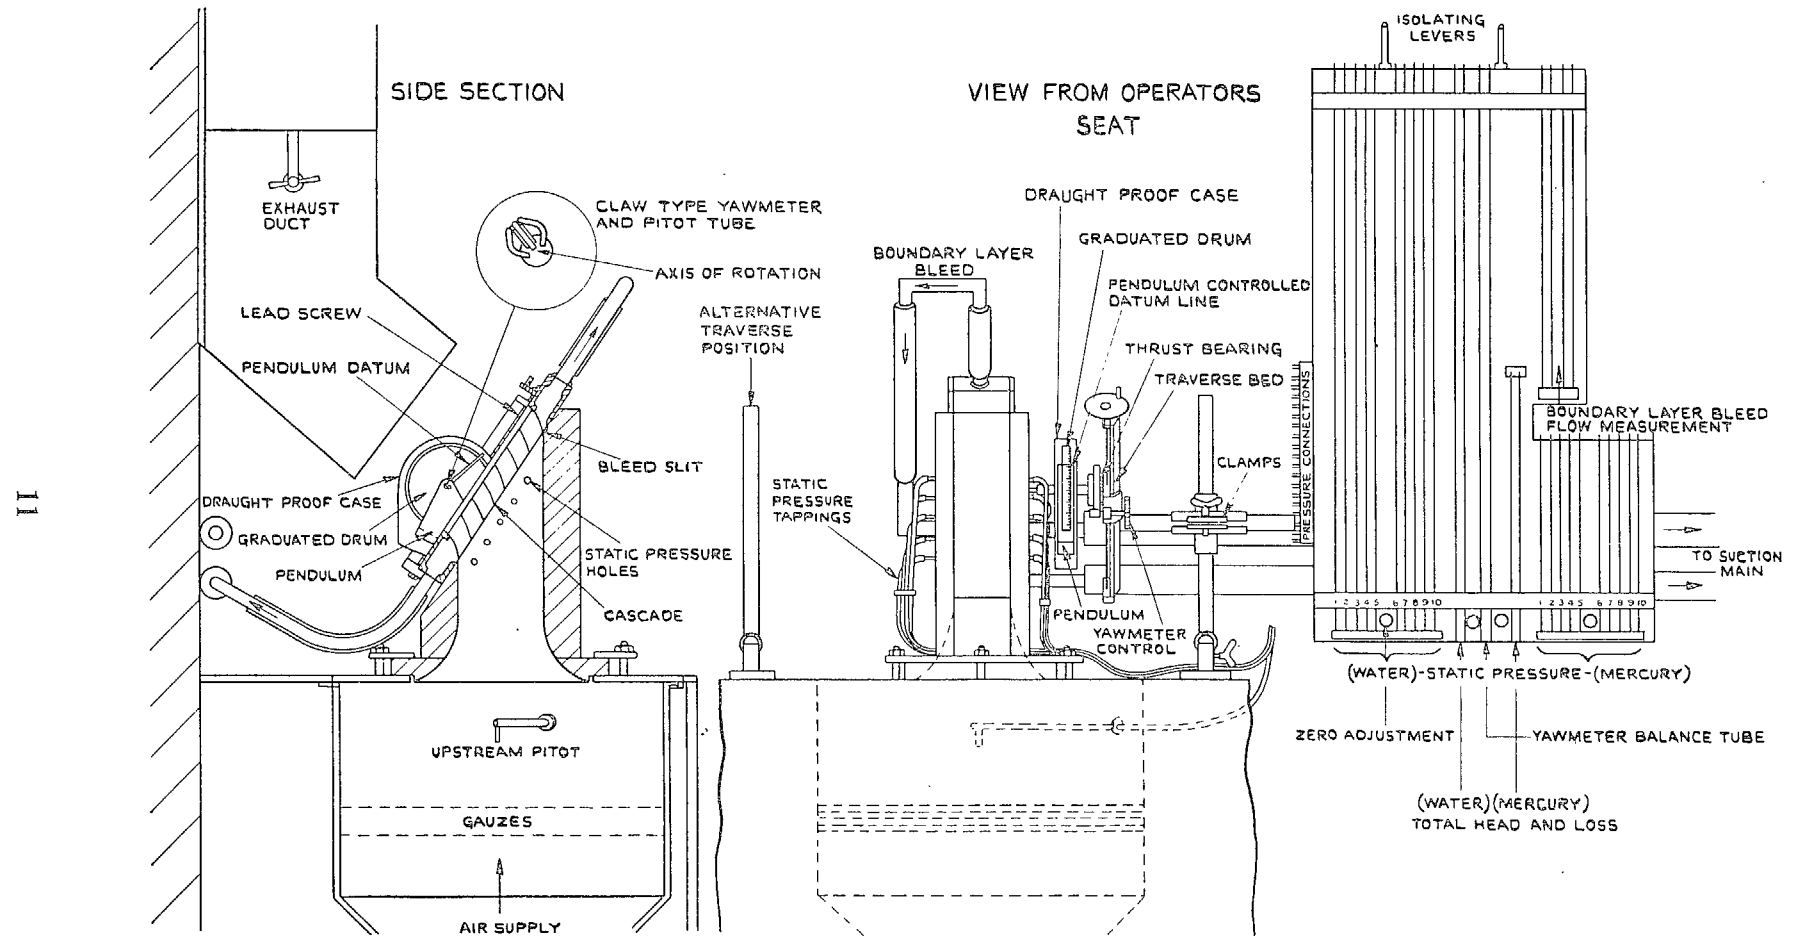 ISOLATING
LEVERS
SIDE SECTION
VIEW FROM OPERATORS
SEAT
EXHAUST
DUCT
CLAW TYPE YAWMETER
AND PITOT TUBE
AXIS OF ROTATION
LEAD SCREW
PENDULUM DATUM
ALTERNATIVE
TRAVERSE
POSITION
BOUNDARY LAYER
BLEED
DRAUGHT PROOF CASE
GRADUATED DRUM
PENDULUM CONTROLLED
DATUM LINE
THRUST BEARING
TRAVERSE BED
CLAMPS
PRESSURE CONNECTIONS
BOUNDARY LAYER BLEED
FLOW MEASUREMENT
BLEED SLIT
DRAUGHT PROOF CASE
GRADUATED DRUM
PENDULUM
STATIC PRESSURE
HOLES
CASCADE
STATIC
PRESSURE
TAPPINGS
PENDULUM
YAWMETER
CONTROL
TO SUCTION
MAIN
1 2 3 4 5 6 7 8 9 10
1 2 3 4 5 6 7 8 9 10
(WATER)-STATIC PRESSURE-(MERCURY)
ZERO ADJUSTMENT
YAWMETER BALANCE TUBE
(WATER)(MERCURY)
TOTAL HEAD AND LOSS
UPSTREAM PITOT
GAUZES
AIR SUPPLY
11